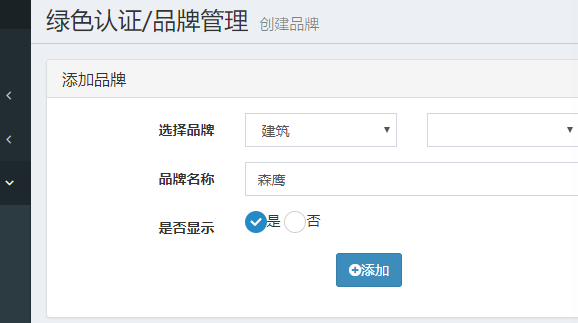 绿色认证/品牌管理 创建品牌
添加品牌
选择品牌 建筑
品牌名称 森鹰
是否显示 是 否
添加